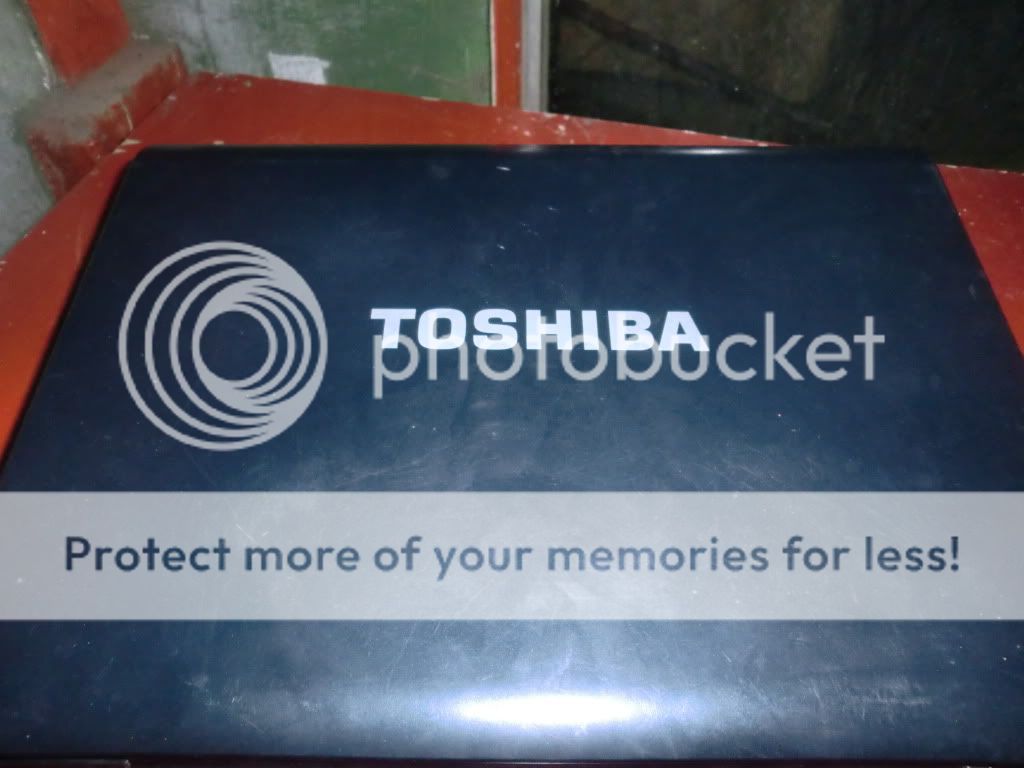 TOSHIBA
photobucket
Protect more of your memories for less!